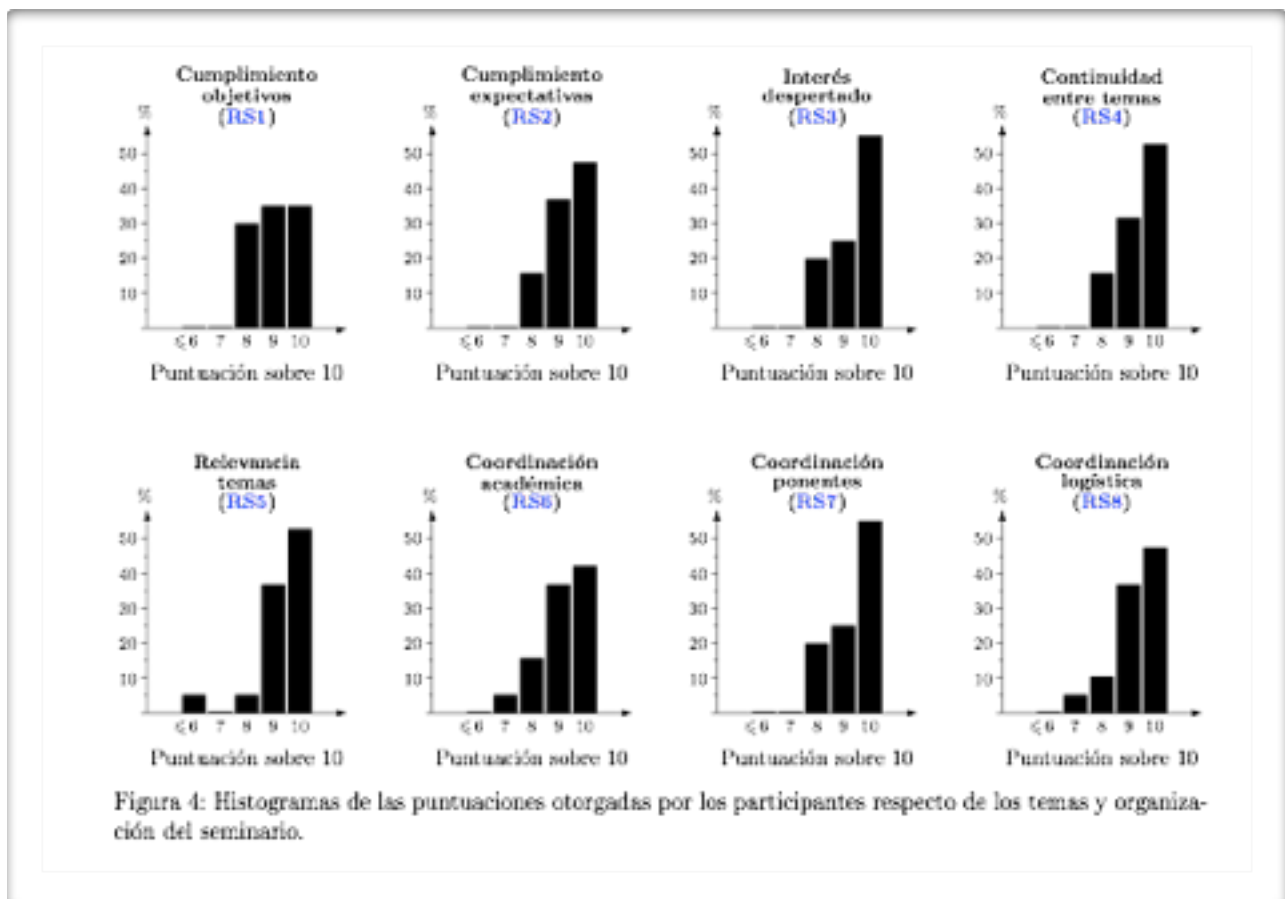 Cumplimiento
objetivos
(RS1)
%
50
40
30
20
10
⩽6 7 8 9 10
Puntuación sobre 10
Cumplimiento
expectativas
(RS2)
%
50
40
30
20
10
⩽6 7 8 9 10
Puntuación sobre 10
Interés
despertado
(RS3)
%
50
40
30
20
10
⩽6 7 8 9 10
Puntuación sobre 10
Continuidad
entre temas
(RS4)
%
50
40
30
20
10
⩽6 7 8 9 10
Puntuación sobre 10
Relevancia
temas
(RS5)
%
50
40
30
20
10
⩽6 7 8 9 10
Puntuación sobre 10
Coordinación
académica
(RS6)
%
50
40
30
20
10
⩽6 7 8 9 10
Puntuación sobre 10
Coordinación
ponentes
(RS7)
%
50
40
30
20
10
⩽6 7 8 9 10
Puntuación sobre 10
Coordinación
logística
(RS8)
%
50
40
30
20
10
⩽6 7 8 9 10
Puntuación sobre 10
Figura 4: Histogramas de las puntuaciones otorgadas por los participantes respecto de los temas y organiza-
ción del seminario.